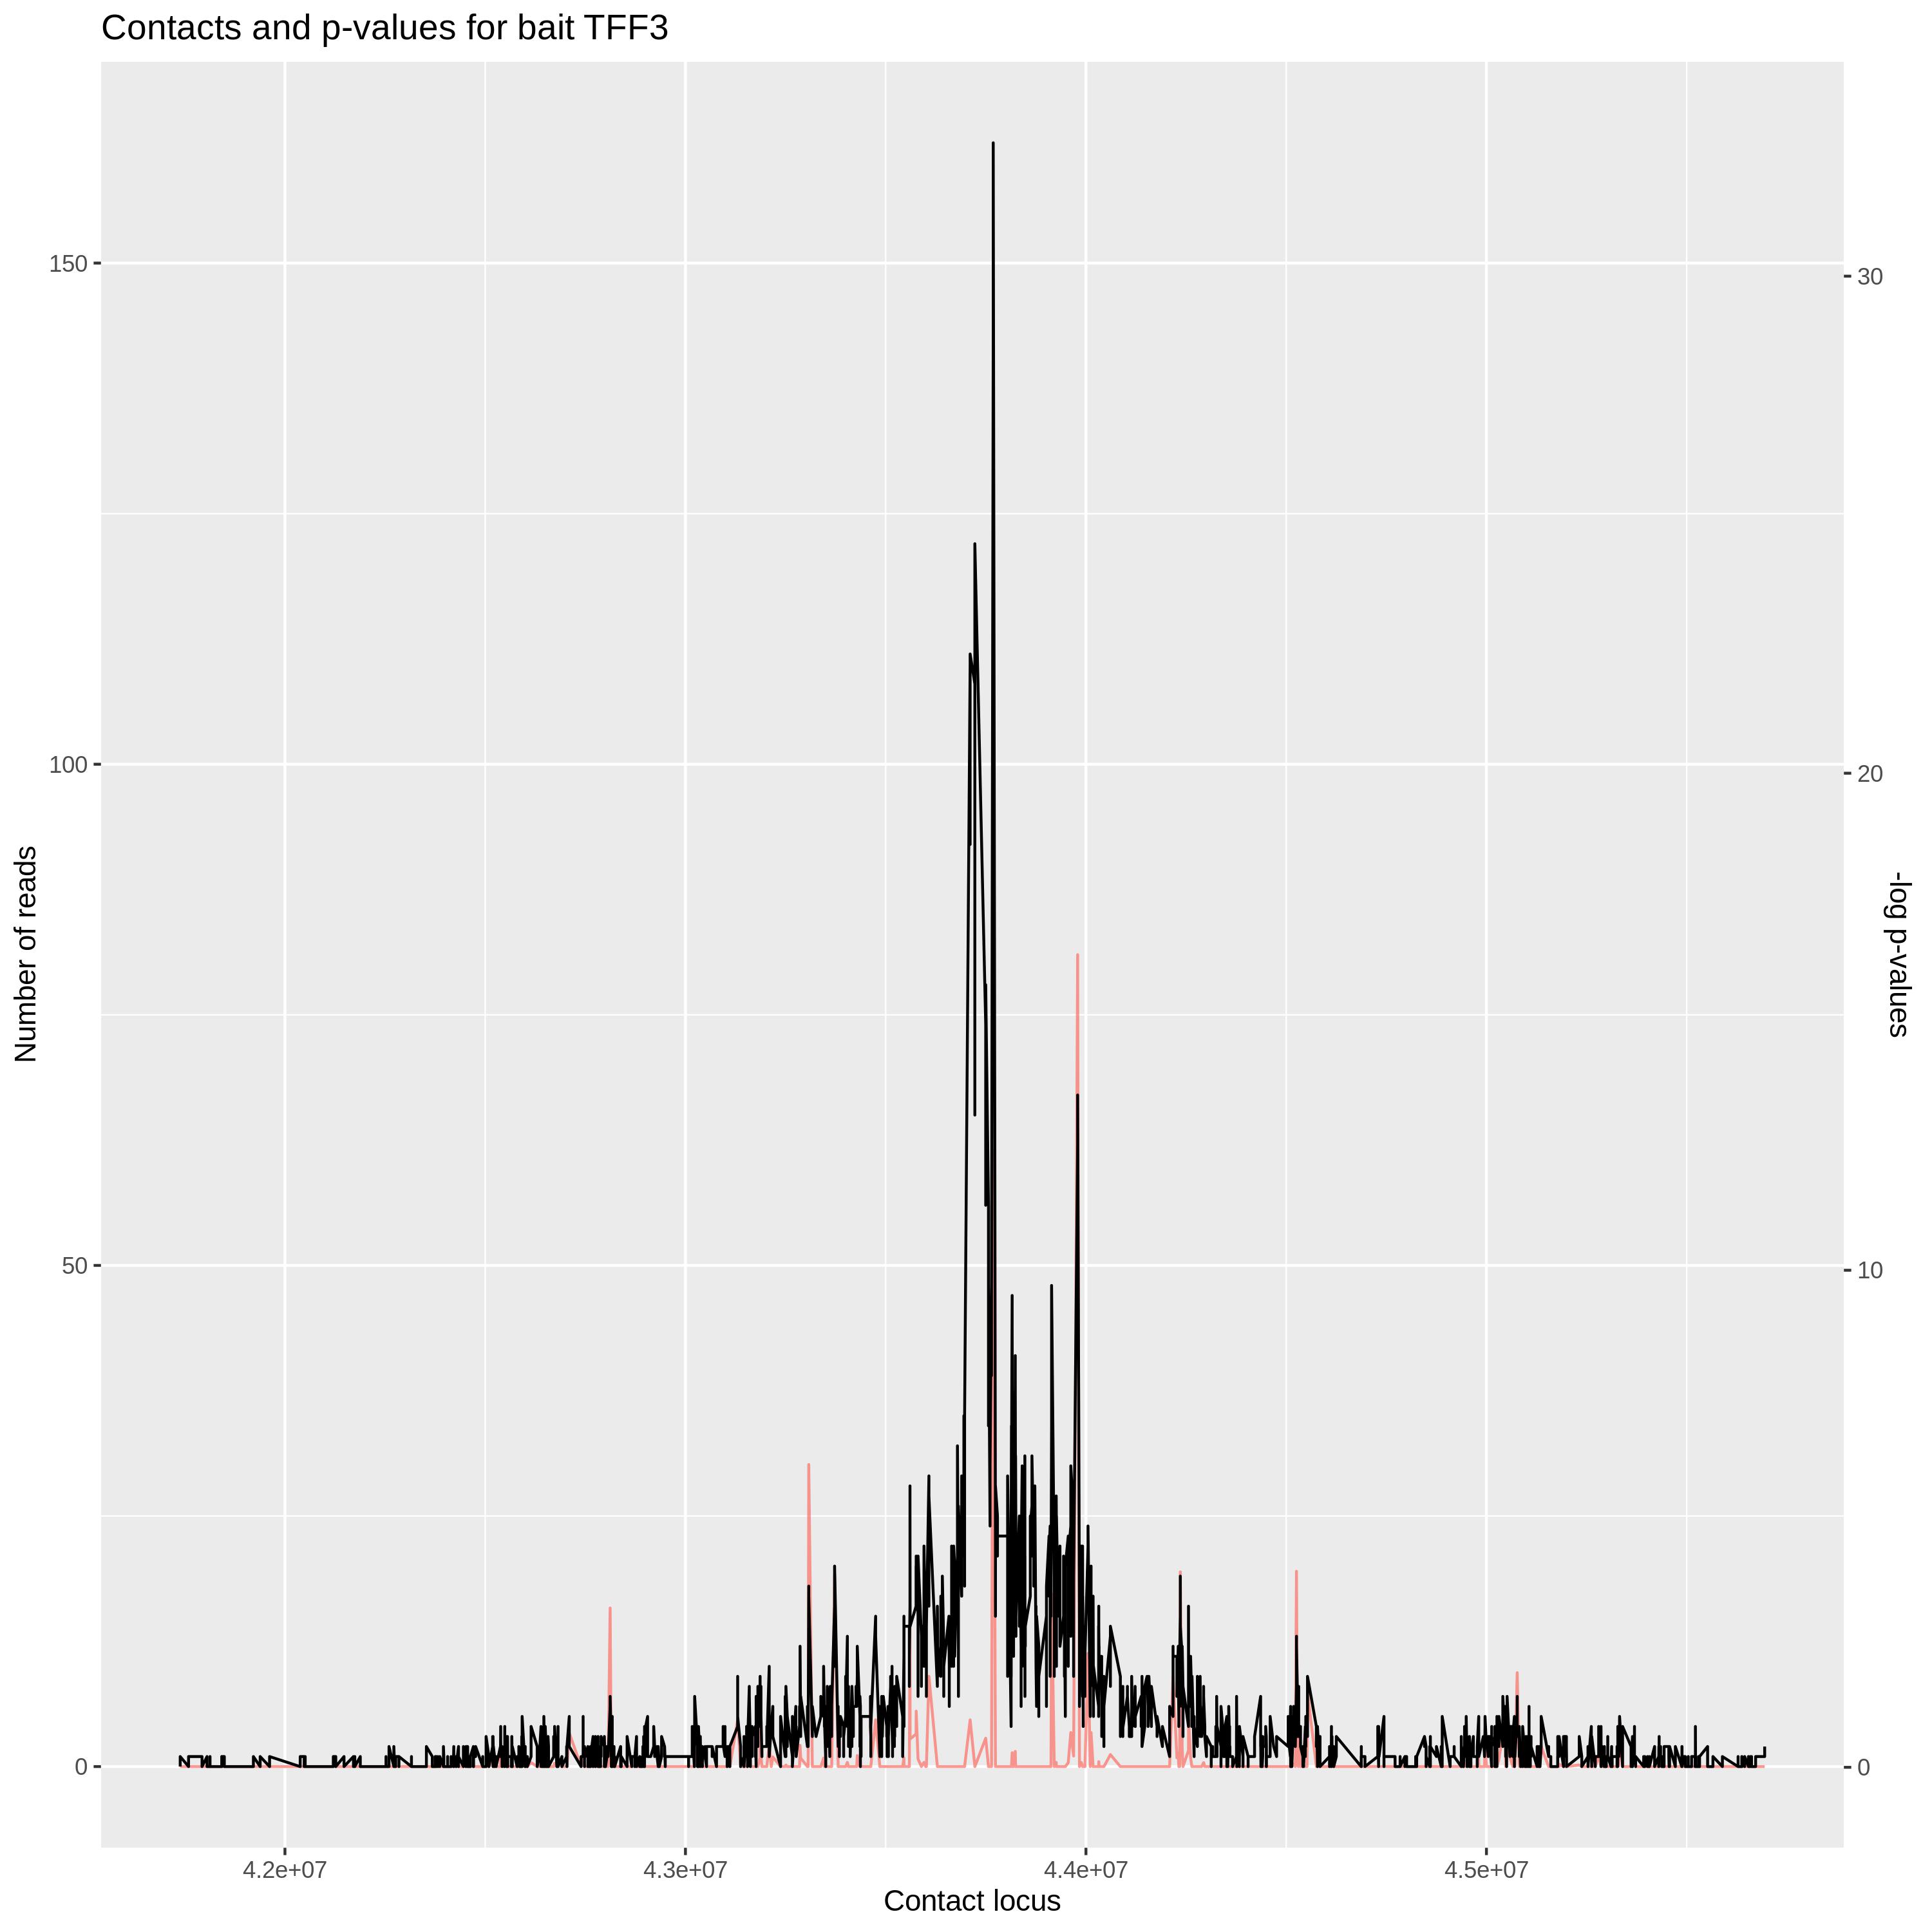 Contacts and p-values for bait TFF3
150
100
50
0
30
20
10
0
Number of reads
-log p-values
4.2e+07
4.3e+07
4.4e+07
4.5e+07
Contact locus